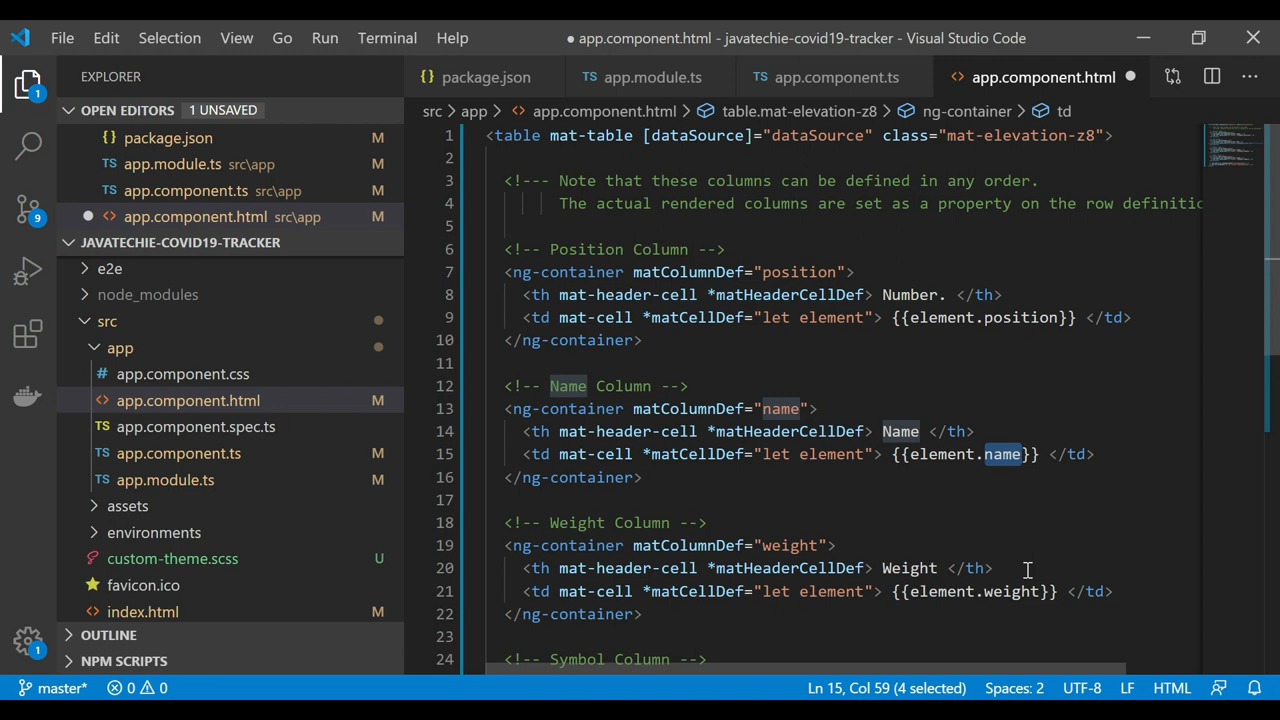 File Edit Selection View Go Run Terminal Help ● app.component.html - javatechie-covid19-tracker - Visual Studio Code
EXPLORER
OPEN EDITORS 1 UNSAVED
{} package.json M
TS app.module.ts src\app M
TS app.component.ts src\app M
● <> app.component.html src\app M
JAVATECHIE-COVID19-TRACKER
e2e
node_modules
src
app
# app.component.css
<> app.component.html M
TS app.component.spec.ts
TS app.component.ts M
TS app.module.ts M
assets
environments
custom-theme.scss U
favicon.ico
<> index.html M
OUTLINE
NPM SCRIPTS
1
9
1
{} package.json TS app.module.ts TS app.component.ts <> app.component.html ●
src > app > <> app.component.html > table.mat-elevation-z8 > ng-container > td
1 <table mat-table [dataSource]="dataSource" class="mat-elevation-z8">
2
3 <!--- Note that these columns can be defined in any order.
4 The actual rendered columns are set as a property on the row definitio
5
6 <!-- Position Column -->
7 <ng-container matColumnDef="position">
8 <th mat-header-cell *matHeaderCellDef> Number. </th>
9 <td mat-cell *matCellDef="let element"> {{element.position}} </td>
10 </ng-container>
11
12 <!-- Name Column -->
13 <ng-container matColumnDef="name">
14 <th mat-header-cell *matHeaderCellDef> Name </th>
15 <td mat-cell *matCellDef="let element"> {{element.name}} </td>
16 </ng-container>
17
18 <!-- Weight Column -->
19 <ng-container matColumnDef="weight">
20 <th mat-header-cell *matHeaderCellDef> Weight </th>
21 <td mat-cell *matCellDef="let element"> {{element.weight}} </td>
22 </ng-container>
23
24 <!-- Symbol Column -->
master* 0 0 Ln 15, Col 59 (4 selected) Spaces: 2 UTF-8 LF HTML